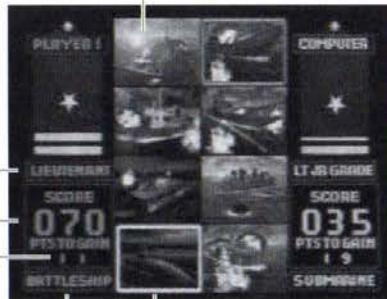 PLAYER 1
COMPUTER
LIEUTENANT
LT JR GRADE
SCORE
070
PTS TO GAIN
11
SCORE
035
PTS TO GAIN
19
BATTLESHIP
SUBMARINE